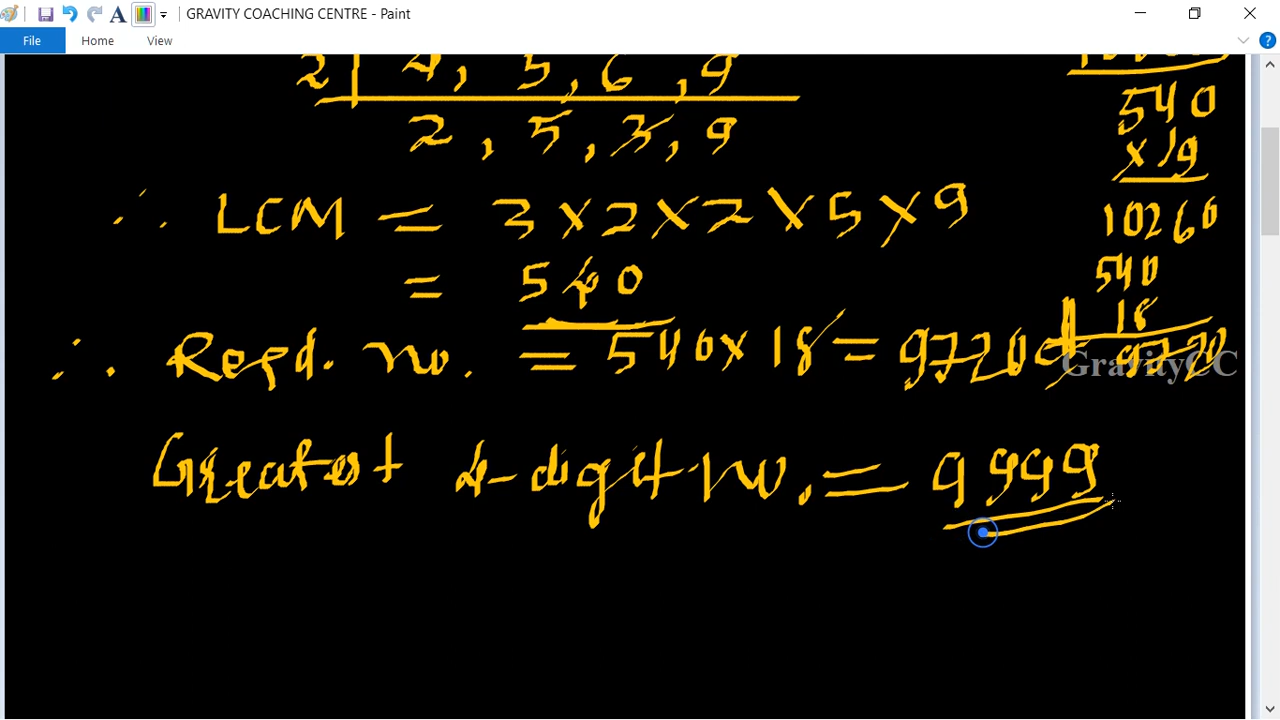 GRAVITY COACHING CENTRE - Paint
File Home View
2 4, 5, 6, 9
2, 5, 3, 9
540
× 19
10260
∴ LCM = 3 × 2 × 2 × 5 × 9
= 540
540
18
9720
∴ Reqd. no. = 540 × 18 = 9720
GravityCC
Greatest 4-digit no. = 9999